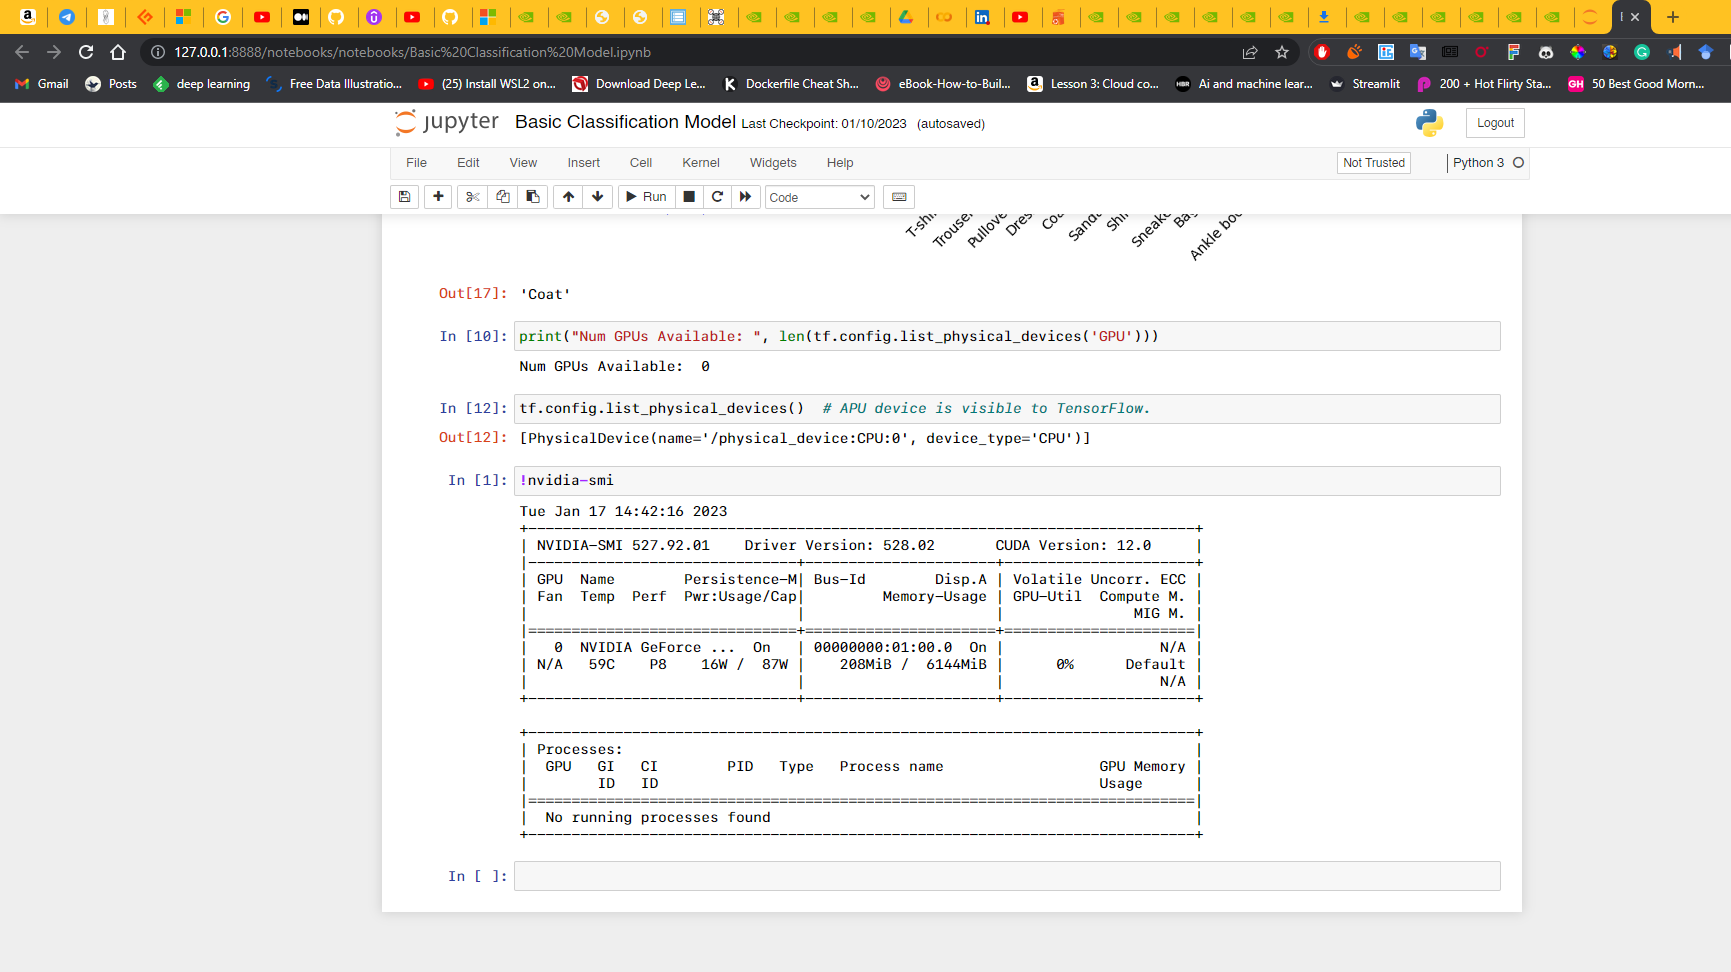 127.0.0.1:8888/notebooks/notebooks/Basic%20Classification%20Model.ipynb
Gmail Posts deep learning Free Data Illustratio... (25) Install WSL2 on... Download Deep Le... Dockerfile Cheat Sh... eBook-How-to-Buil... Lesson 3: Cloud co... Ai and machine lear... Streamlit 200 + Hot Flirty Sta... 50 Best Good Morn...
jupyter Basic Classification Model Last Checkpoint: 01/10/2023 (autosaved) Logout
File Edit View Insert Cell Kernel Widgets Help Not Trusted Python 3
Run Code
T-shi Trouse Pullove Dres Coa Sanda Shi Sneake Ba Ankle boo
Out[17]: 'Coat'
In [10]: print("Num GPUs Available: ", len(tf.config.list_physical_devices('GPU')))
Num GPUs Available:  0
In [12]: tf.config.list_physical_devices()  # APU device is visible to TensorFlow.
Out[12]: [PhysicalDevice(name='/physical_device:CPU:0', device_type='CPU')]
In [1]: !nvidia-smi
Tue Jan 17 14:42:16 2023
+-----------------------------------------------------------------------------+
| NVIDIA-SMI 527.92.01    Driver Version: 528.02       CUDA Version: 12.0     |
|-------------------------------+----------------------+----------------------+
| GPU  Name        Persistence-M| Bus-Id        Disp.A | Volatile Uncorr. ECC |
| Fan  Temp  Perf  Pwr:Usage/Cap|         Memory-Usage | GPU-Util  Compute M. |
|                               |                      |               MIG M. |
|===============================+======================+======================|
|   0  NVIDIA GeForce ...  On   | 00000000:01:00.0  On |                  N/A |
| N/A   59C    P8    16W /  87W |    208MiB /  6144MiB |      0%      Default |
|                               |                      |                  N/A |
+-------------------------------+----------------------+----------------------+
+-----------------------------------------------------------------------------+
| Processes:                                                                  |
|  GPU   GI   CI        PID   Type   Process name                  GPU Memory |
|        ID   ID                                                   Usage      |
|=============================================================================|
|  No running processes found                                                 |
+-----------------------------------------------------------------------------+
In [ ]: